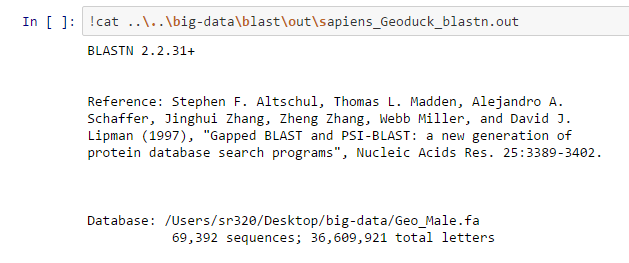 In [ ]: !cat ..\..\big-data\blast\out\sapiens_Geoduck_blastn.out
BLASTN 2.2.31+
Reference: Stephen F. Altschul, Thomas L. Madden, Alejandro A.
Schaffer, Jinghui Zhang, Zheng Zhang, Webb Miller, and David J.
Lipman (1997), "Gapped BLAST and PSI-BLAST: a new generation of
protein database search programs", Nucleic Acids Res. 25:3389-3402.
Database: /Users/sr320/Desktop/big-data/Geo_Male.fa
69,392 sequences; 36,609,921 total letters